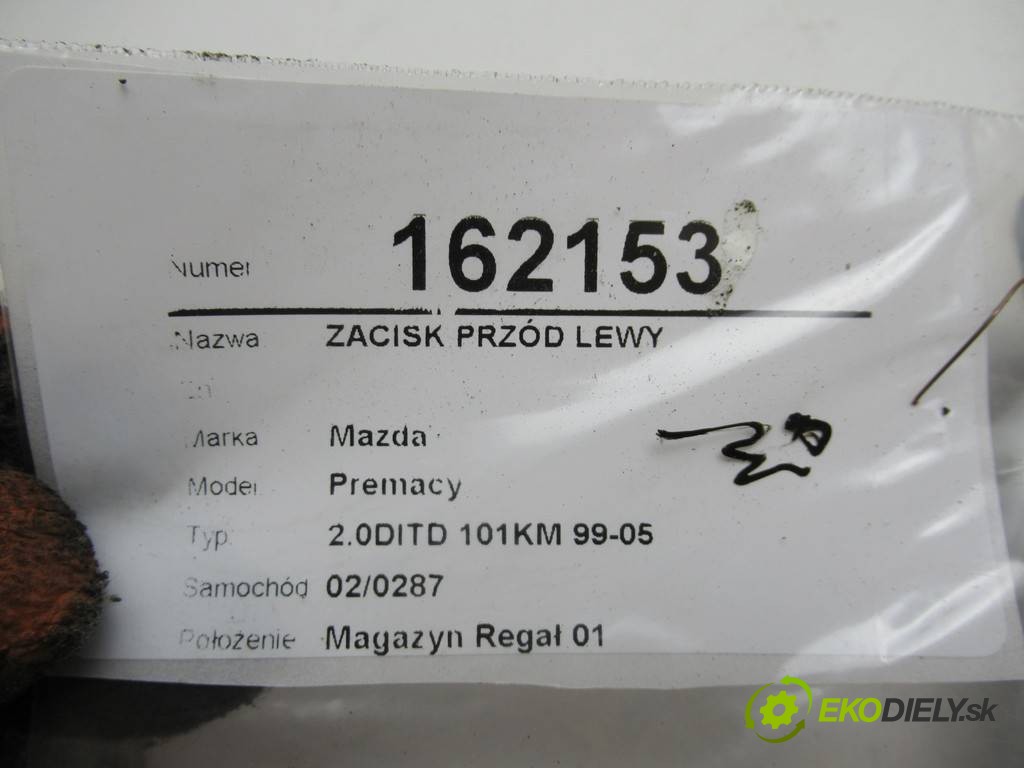 Numer 162153
Nazwa ZACISK PRZÓD LEWY
Marka Mazda
Model Premacy
Typ 2.0DITD 101KM 99-05
Samochód 02/0287
Położenie Magazyn Regał 01
EKODIELY.sk